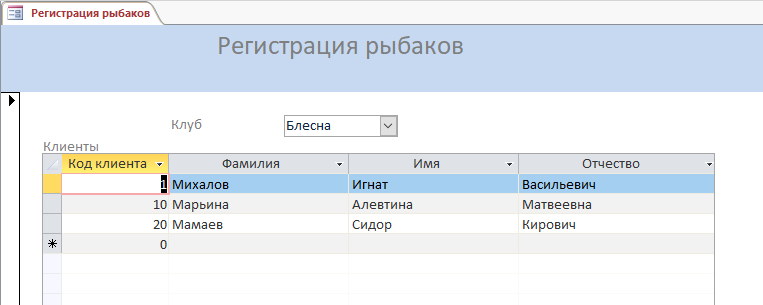 Регистрация рыбаков
Регистрация рыбаков
Клуб Блесна
Клиенты
Код клиента Фамилия Имя Отчество
1 Михалов Игнат Васильевич
10 Марьина Алевтина Матвеевна
20 Мамаев Сидор Кирович
* 0